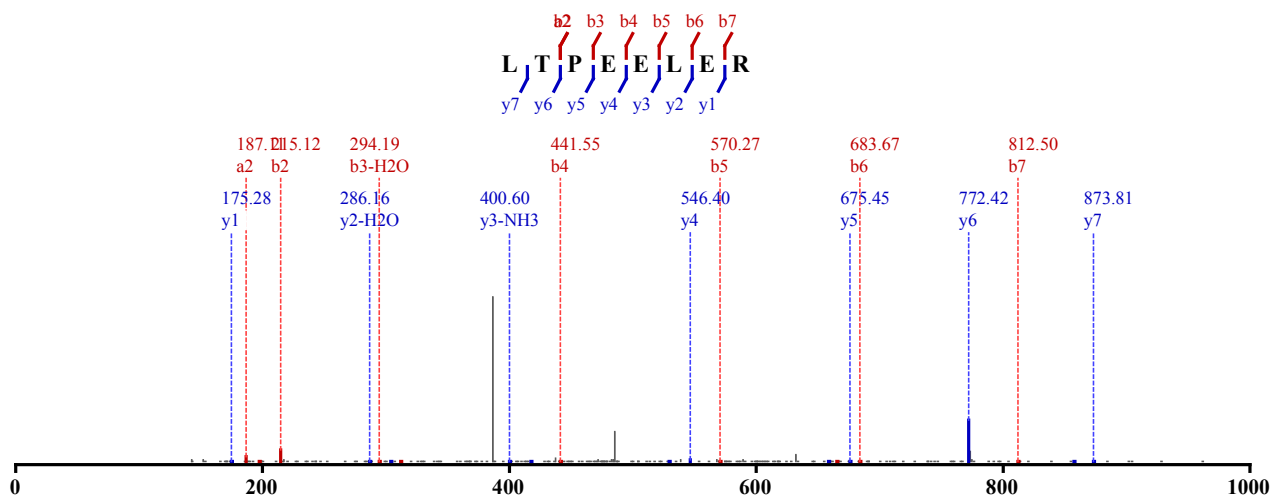 a2 b2 b3 b4 b5 b6 b7
L T P E E L E R
y7 y6 y5 y4 y3 y2 y1
187.11 215.12 294.19 441.55 570.27 683.67 812.50
a2 b2 b3-H2O b4 b5 b6 b7
175.28 286.16 400.60 546.40 675.45 772.42 873.81
y1 y2-H2O y3-NH3 y4 y5 y6 y7
0 200 400 600 800 1000